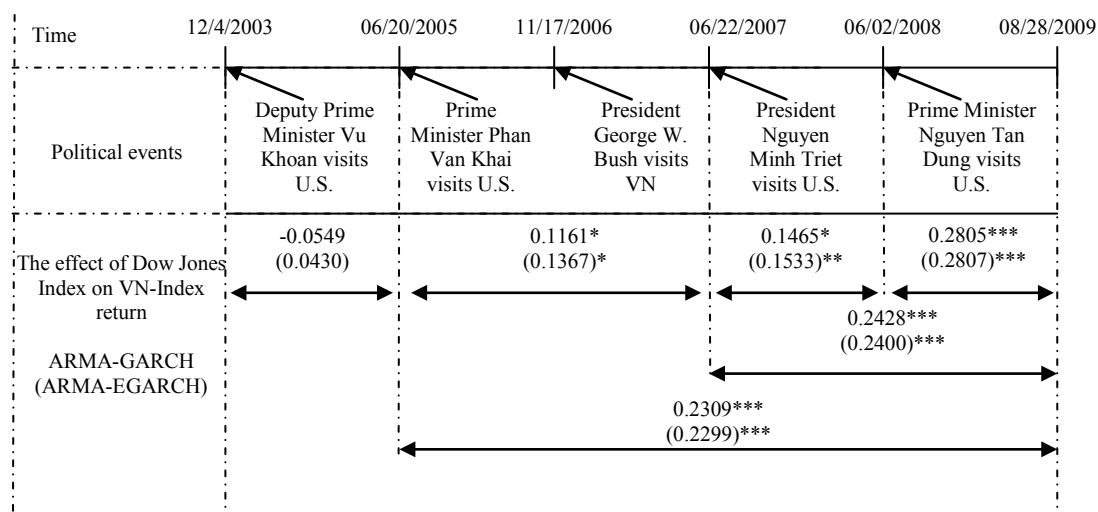 Time
12/4/2003 06/20/2005 11/17/2006 06/22/2007 06/02/2008 08/28/2009
Political events
Deputy Prime
Minister Vu
Khoan visits
U.S.
Prime
Minister Phan
Van Khai
visits U.S.
President
George W.
Bush visits
VN
President
Nguyen
Minh Triet
visits U.S.
Prime Minister
Nguyen Tan
Dung visits
U.S.
The effect of Dow Jones
Index on VN-Index
return
ARMA-GARCH
(ARMA-EGARCH)
-0.0549
(0.0430)
0.1161*
(0.1367)*
0.1465*
(0.1533)**
0.2805***
(0.2807)***
0.2428***
(0.2400)***
0.2309***
(0.2299)***